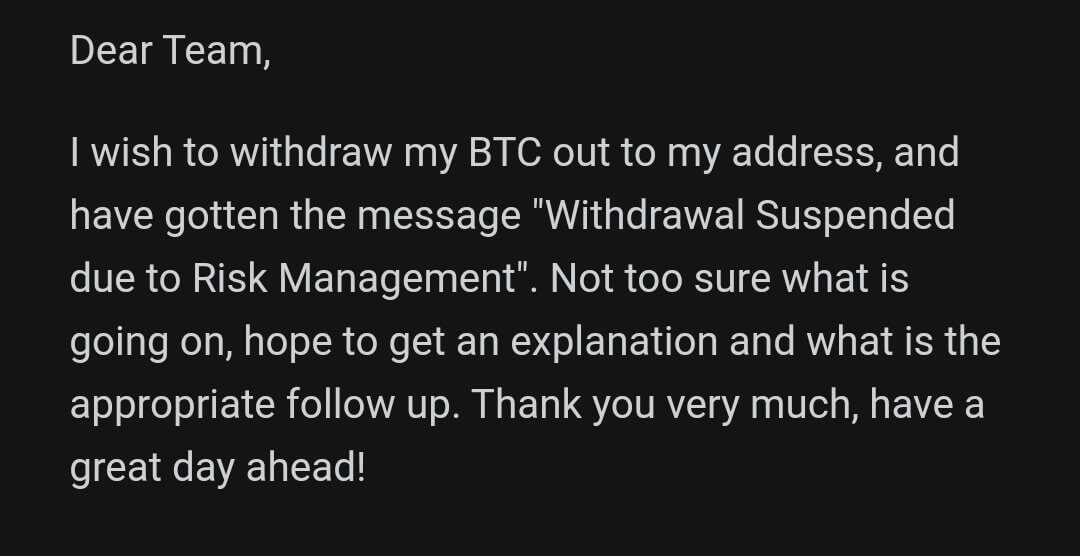 Dear Team,
I wish to withdraw my BTC out to my address, and
have gotten the message "Withdrawal Suspended
due to Risk Management". Not too sure what is
going on, hope to get an explanation and what is the
appropriate follow up. Thank you very much, have a
great day ahead!